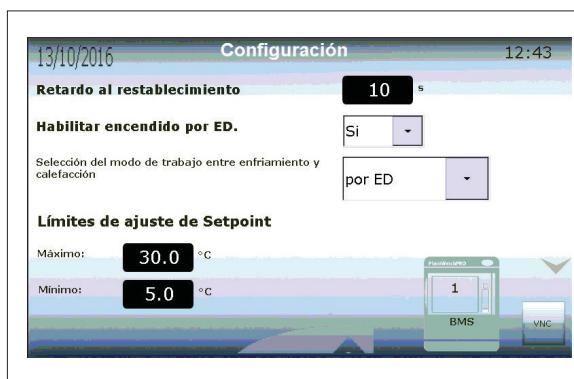 13/10/2016 Configuración 12:43
Retardo al restablecimiento 10 s
Habilitar encendido por ED. Si
Selección del modo de trabajo entre enfriamiento y
calefacción
por ED
Límites de ajuste de Setpoint
Máximo: 30.0 °C
Mínimo: 5.0 °C
1
BMS
VNC